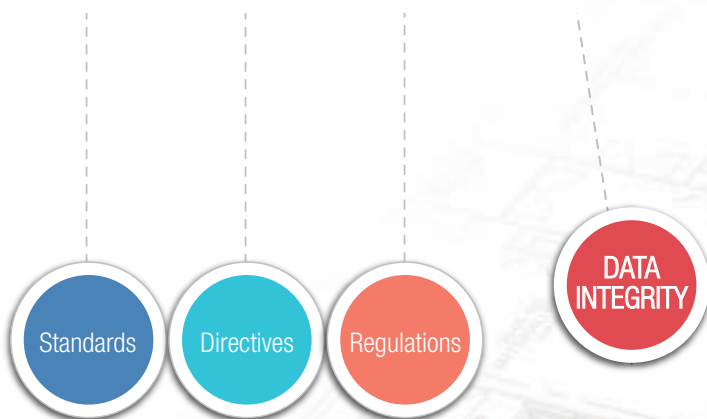 Standards
Directives
Regulations
DATA
INTEGRITY